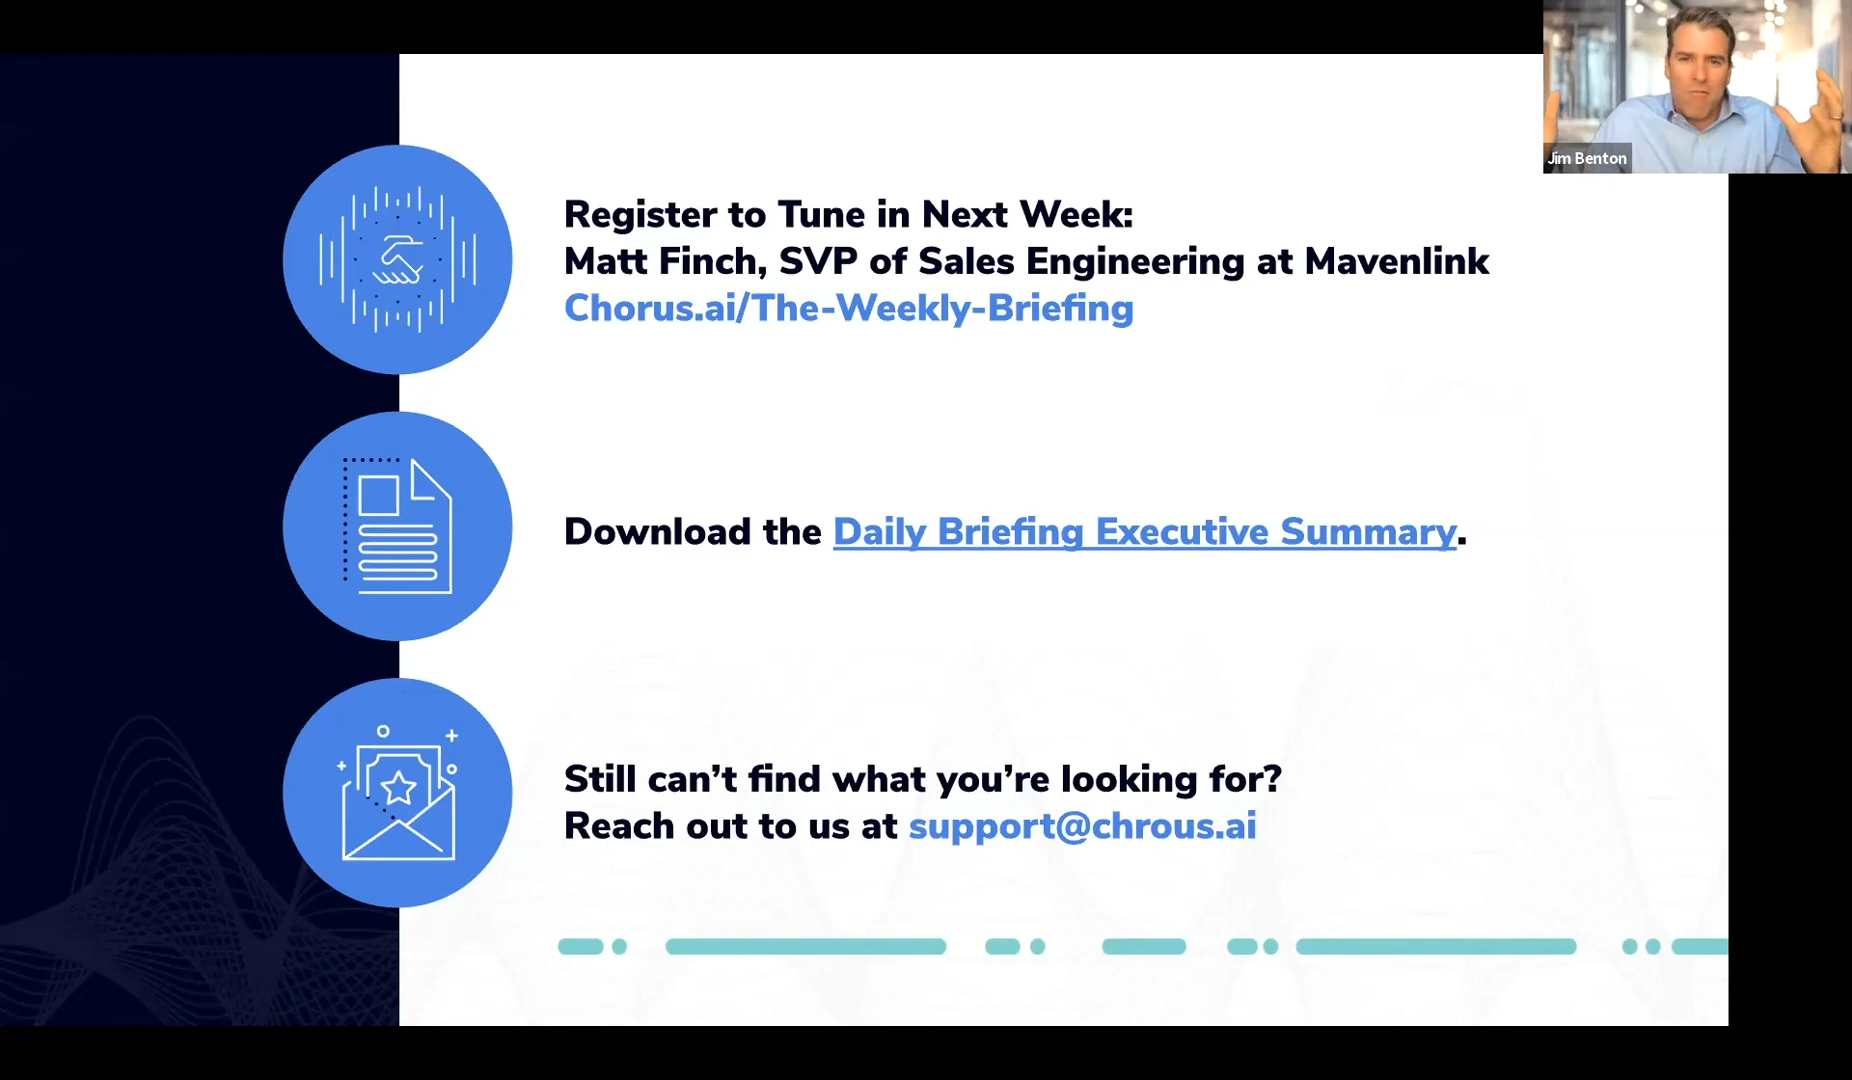 Jim Benton
Register to Tune in Next Week:
Matt Finch, SVP of Sales Engineering at Mavenlink
Chorus.ai/The-Weekly-Briefing
Download the Daily Briefing Executive Summary.
Still can’t find what you’re looking for?
Reach out to us at support@chrous.ai